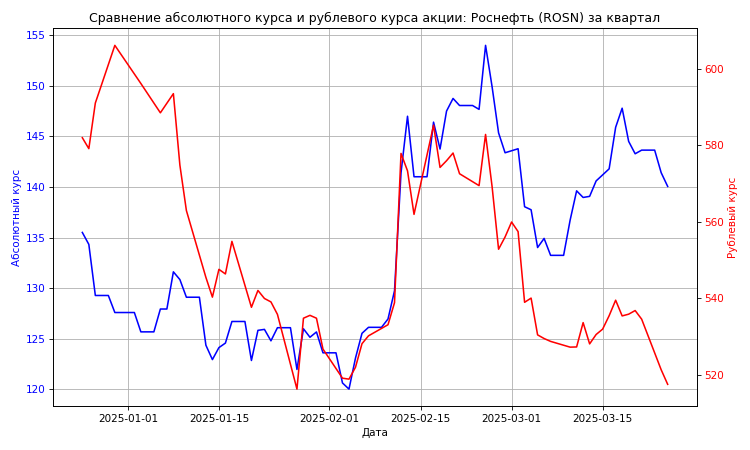 Сравнение абсолютного курса и рублевого курса акции: Роснефть (ROSN) за квартал
155
150
145
140
135
130
125
120
Абсолютный курс
600
580
560
540
520
Рублевый курс
2025-01-01 2025-01-15 2025-02-01 2025-02-15 2025-03-01 2025-03-15
Дата